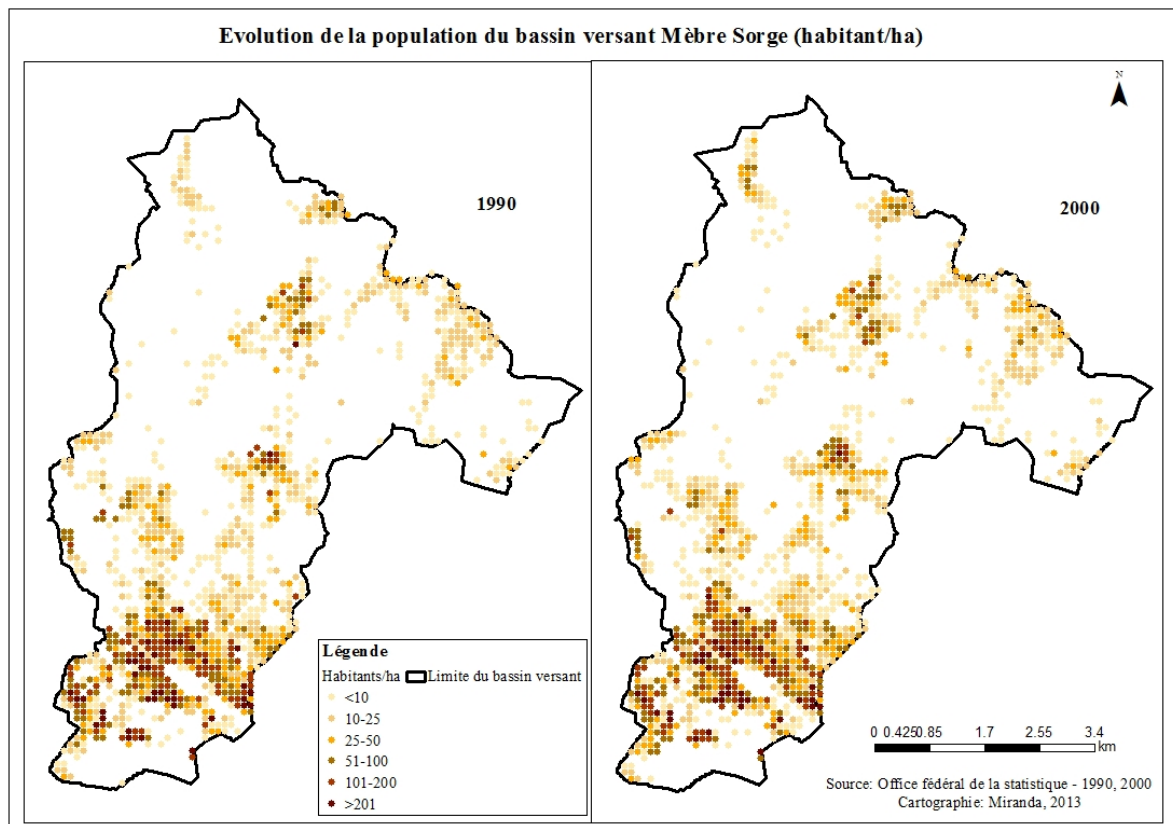 Evolution de la population du bassin versant Mèbre Sorge (habitant/ha)
1990
N
2000
Légende
Habitants/ha Limite du bassin versant
<10
10-25
25-50
51-100
101-200
>201
0 0.425 0.85 1.7 2.55 3.4
km
Source: Office fédéral de la statistique - 1990, 2000
Cartographie: Miranda, 2013